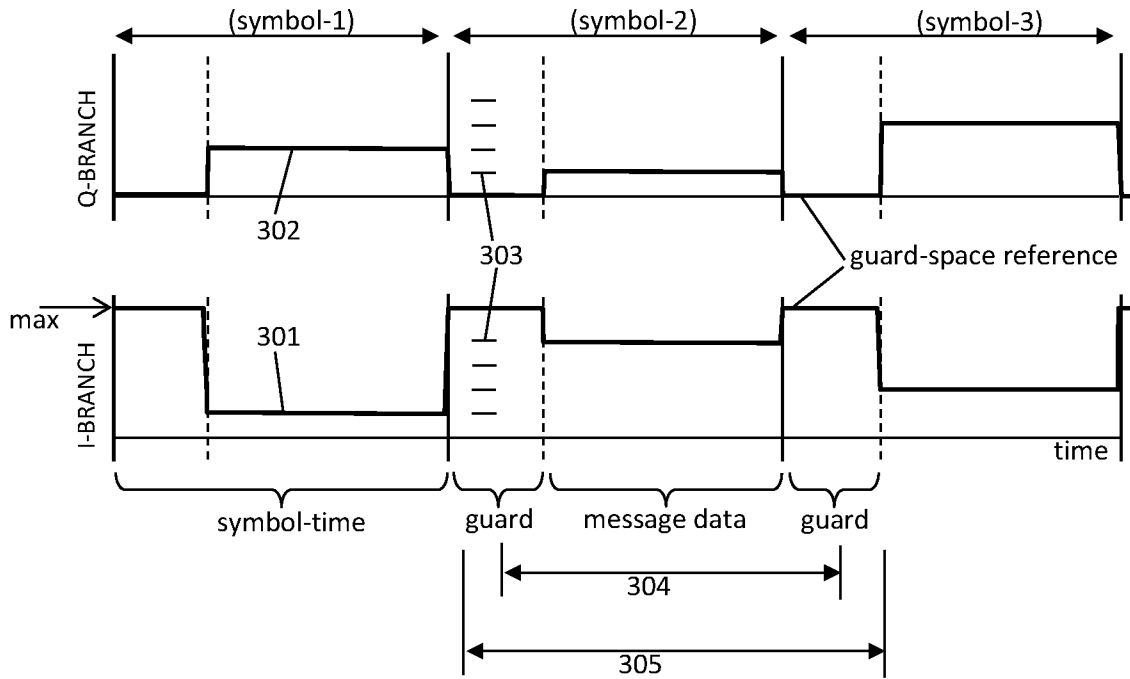 (symbol-1)
(symbol-2)
(symbol-3)
Q-BRANCH
302
303
guard-space reference
max
301
I-BRANCH
time
symbol-time
guard
message data
guard
304
305